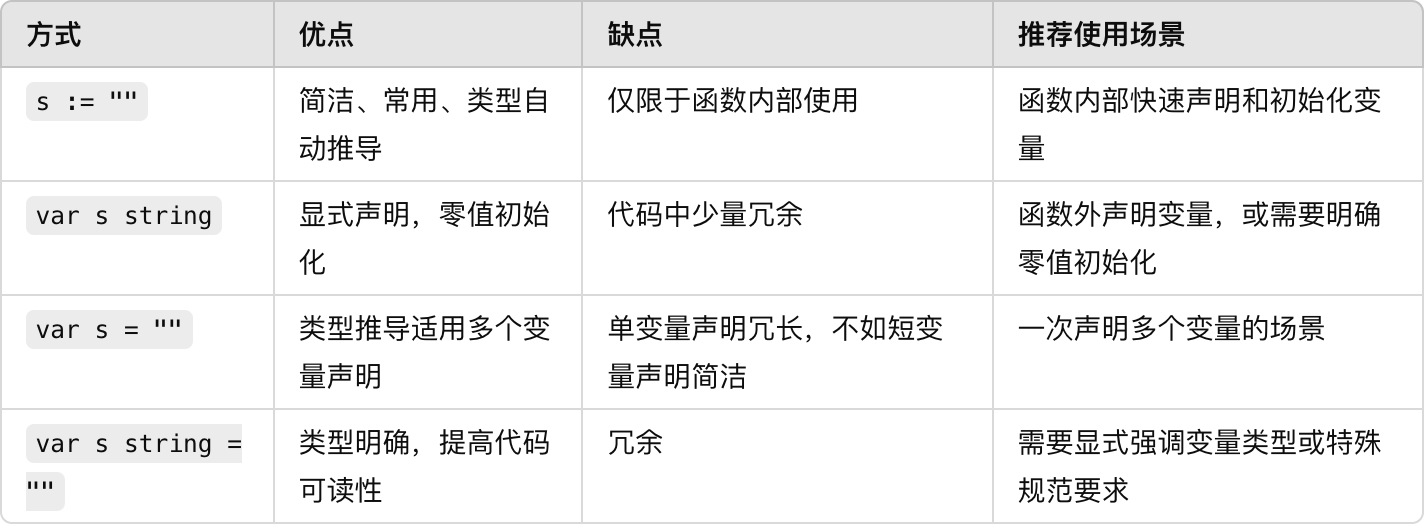 方式 优点 缺点 推荐使用场景
s := "" 简洁、常用、类型自 仅限于函数内部使用 函数内部快速声明和初始化变
动推导 量
var s string 显式声明，零值初始 代码中少量冗余 函数外声明变量，或需要明确
化 零值初始化
var s = "" 类型推导适用多个变 单变量声明冗长，不如短变 一次声明多个变量的场景
量声明 量声明简洁
var s string = 类型明确，提高代码 冗余 需要显式强调变量类型或特殊
"" 可读性 规范要求